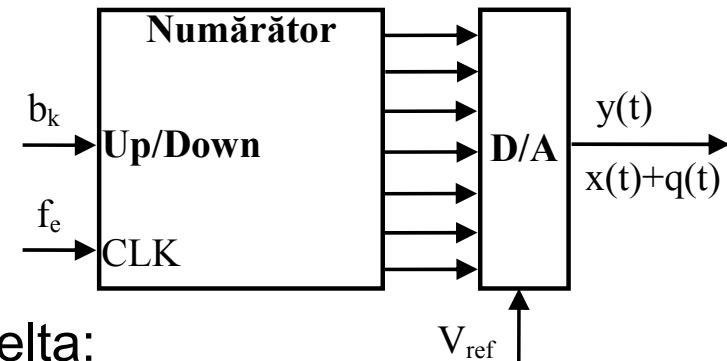 Numărător
b_k
Up/Down
D/A
y(t)
x(t)+q(t)
f_e
CLK
elta:
V_ref